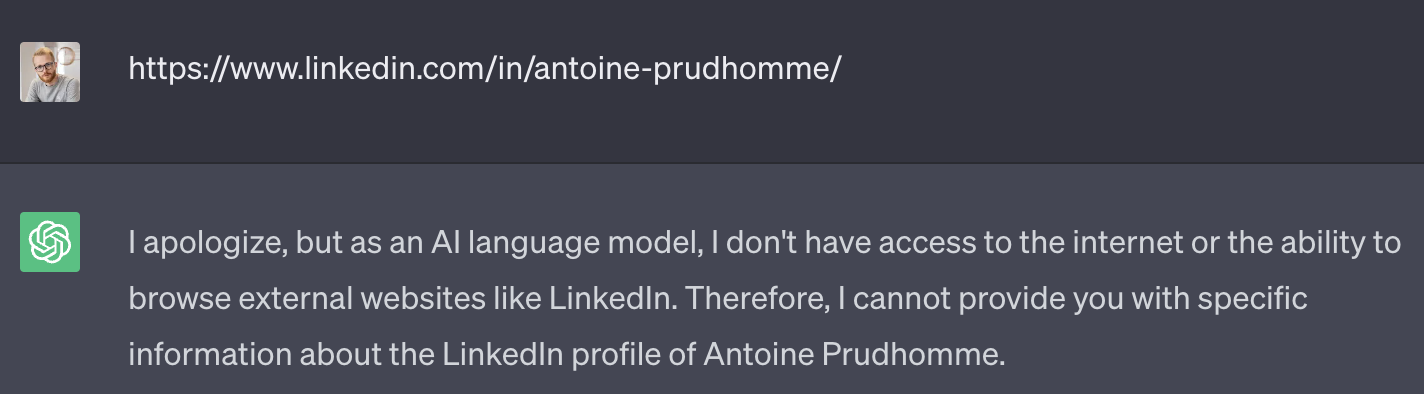 https://www.linkedin.com/in/antoine-prudhomme/
I apologize, but as an AI language model, I don't have access to the internet or the ability to
browse external websites like LinkedIn. Therefore, I cannot provide you with specific
information about the LinkedIn profile of Antoine Prudhomme.